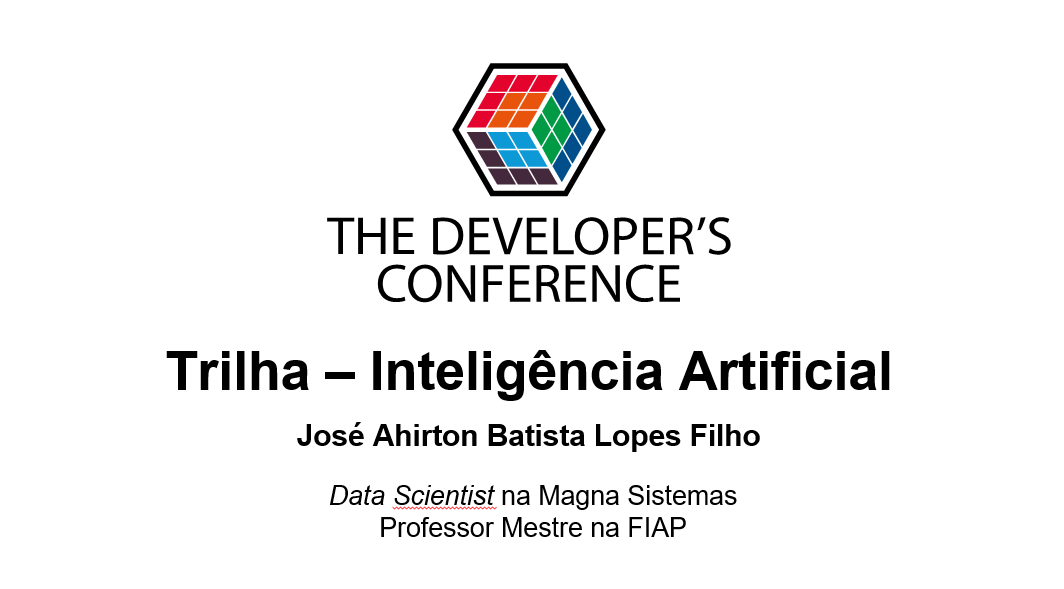 THE DEVELOPER’S
CONFERENCE
Trilha – Inteligência Artificial
José Ahirton Batista Lopes Filho
Data Scientist na Magna Sistemas
Professor Mestre na FIAP